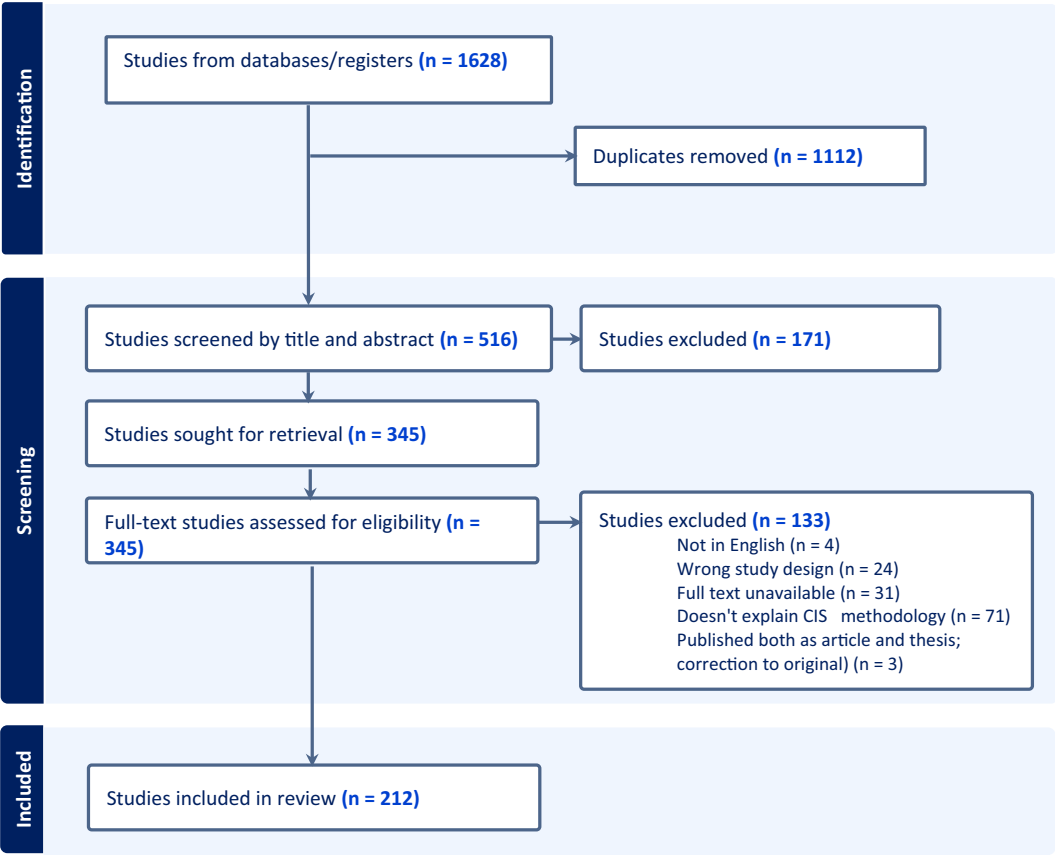 Identification
Studies from databases/registers (n = 1628)
Duplicates removed (n = 1112)
Screening
Studies screened by title and abstract (n = 516)
Studies excluded (n = 171)
Studies sought for retrieval (n = 345)
Full-text studies assessed for eligibility (n =
345)
Studies excluded (n = 133)
Not in English (n = 4)
Wrong study design (n = 24)
Full text unavailable (n = 31)
Doesn't explain CIS methodology (n = 71)
Published both as article and thesis;
correction to original) (n = 3)
Included
Studies included in review (n = 212)